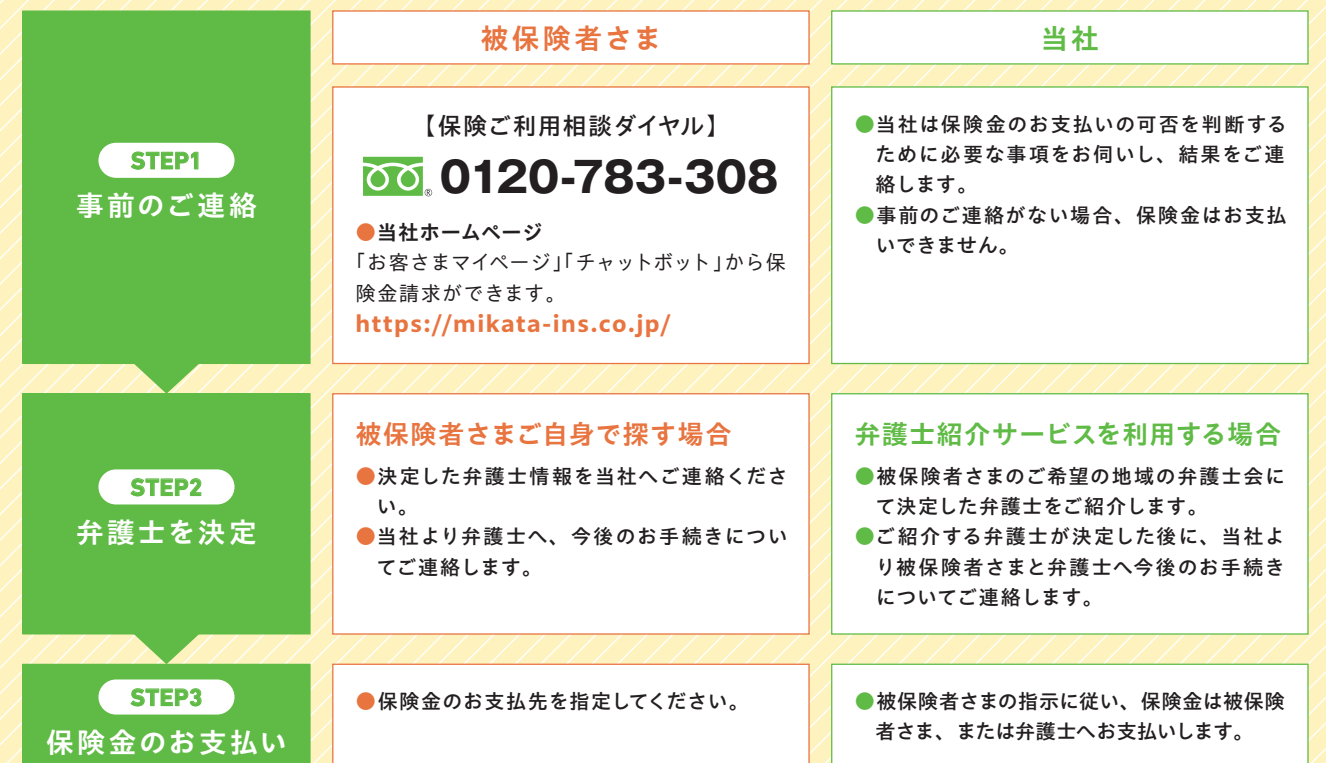 被保険者さま
当社
STEP1
事前のご連絡
【保険ご利用相談ダイヤル】
0120-783-308
●当社ホームページ
「お客さまマイページ」「チャットボット」から保
険金請求ができます。
https://mikata-ins.co.jp/
●当社は保険金のお支払いの可否を判断する
ために必要な事項をお伺いし、結果をご連
絡します。
●事前のご連絡がない場合、保険金はお支払
いできません。
STEP2
弁護士を決定
被保険者さまご自身で探す場合
●決定した弁護士情報を当社へご連絡くださ
い。
●当社より弁護士へ、今後のお手続きについ
てご連絡します。
弁護士紹介サービスを利用する場合
●被保険者さまのご希望の地域の弁護士会に
て決定した弁護士をご紹介します。
●ご紹介する弁護士が決定した後に、当社よ
り被保険者さまと弁護士へ今後のお手続き
についてご連絡します。
STEP3
保険金のお支払い
●保険金のお支払先を指定してください。
●被保険者さまの指示に従い、保険金は被保険
者さま、または弁護士へお支払いします。